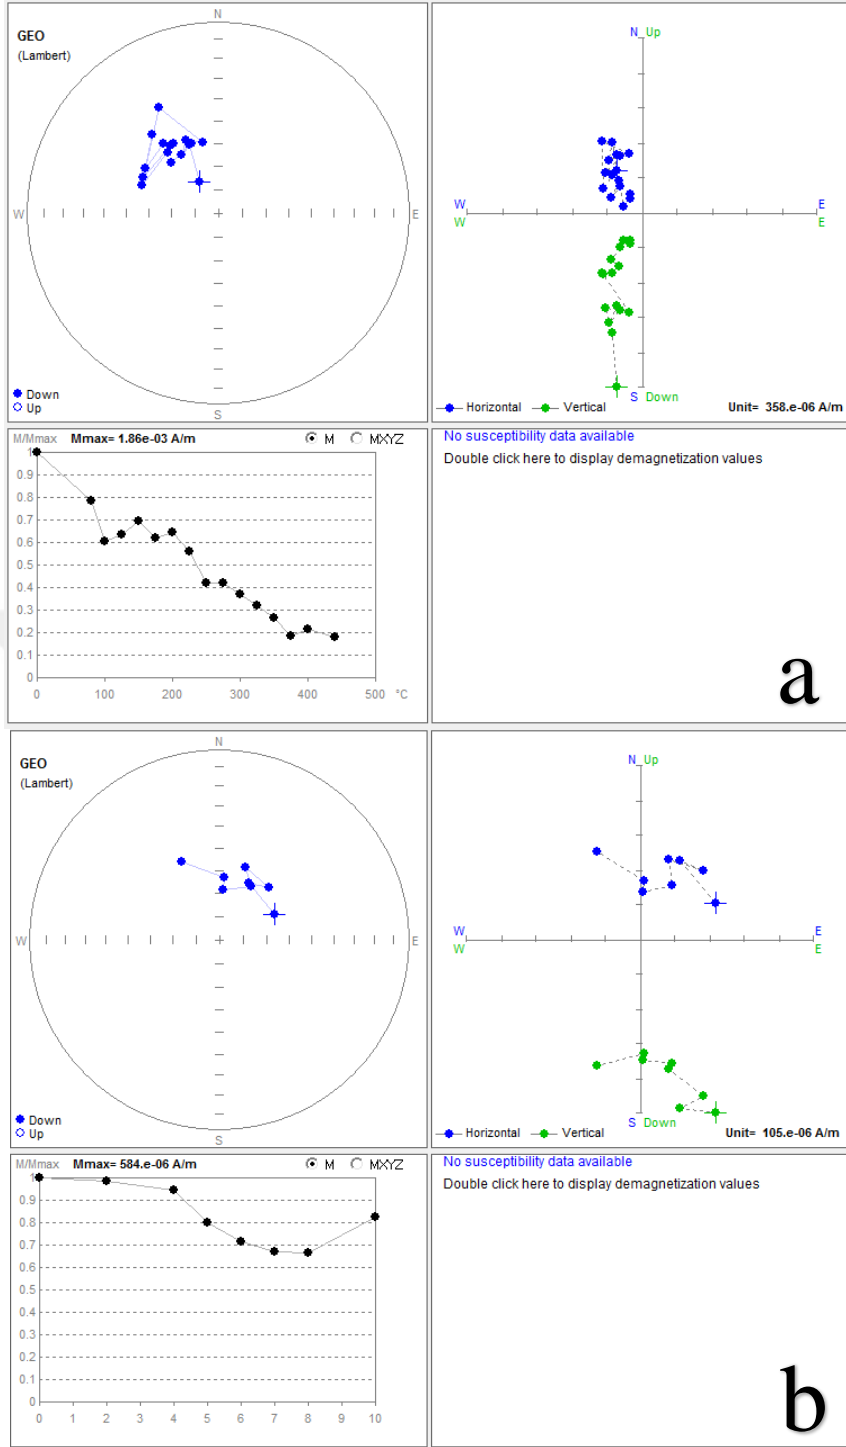 GEO
(Lambert)
N
W
E
S
Down
Up
N Up
W
E
W
E
S Down
Horizontal
Vertical
Unit= 358.e-06 A/m
M/Mmax
Mmax= 1.86e-03 A/m
M
MXYZ
1
0.9
0.8
0.7
0.6
0.5
0.4
0.3
0.2
0.1
0
0 100 200 300 400 500 °C
No susceptibility data available
Double click here to display demagnetization values
a
GEO
(Lambert)
N
W
E
S
Down
Up
N Up
W
E
W
E
S Down
Horizontal
Vertical
Unit= 105.e-06 A/m
M/Mmax
Mmax= 584.e-06 A/m
M
MXYZ
1
0.9
0.8
0.7
0.6
0.5
0.4
0.3
0.2
0.1
0
0 2 4 5 6 7 8 10
No susceptibility data available
Double click here to display demagnetization values
b